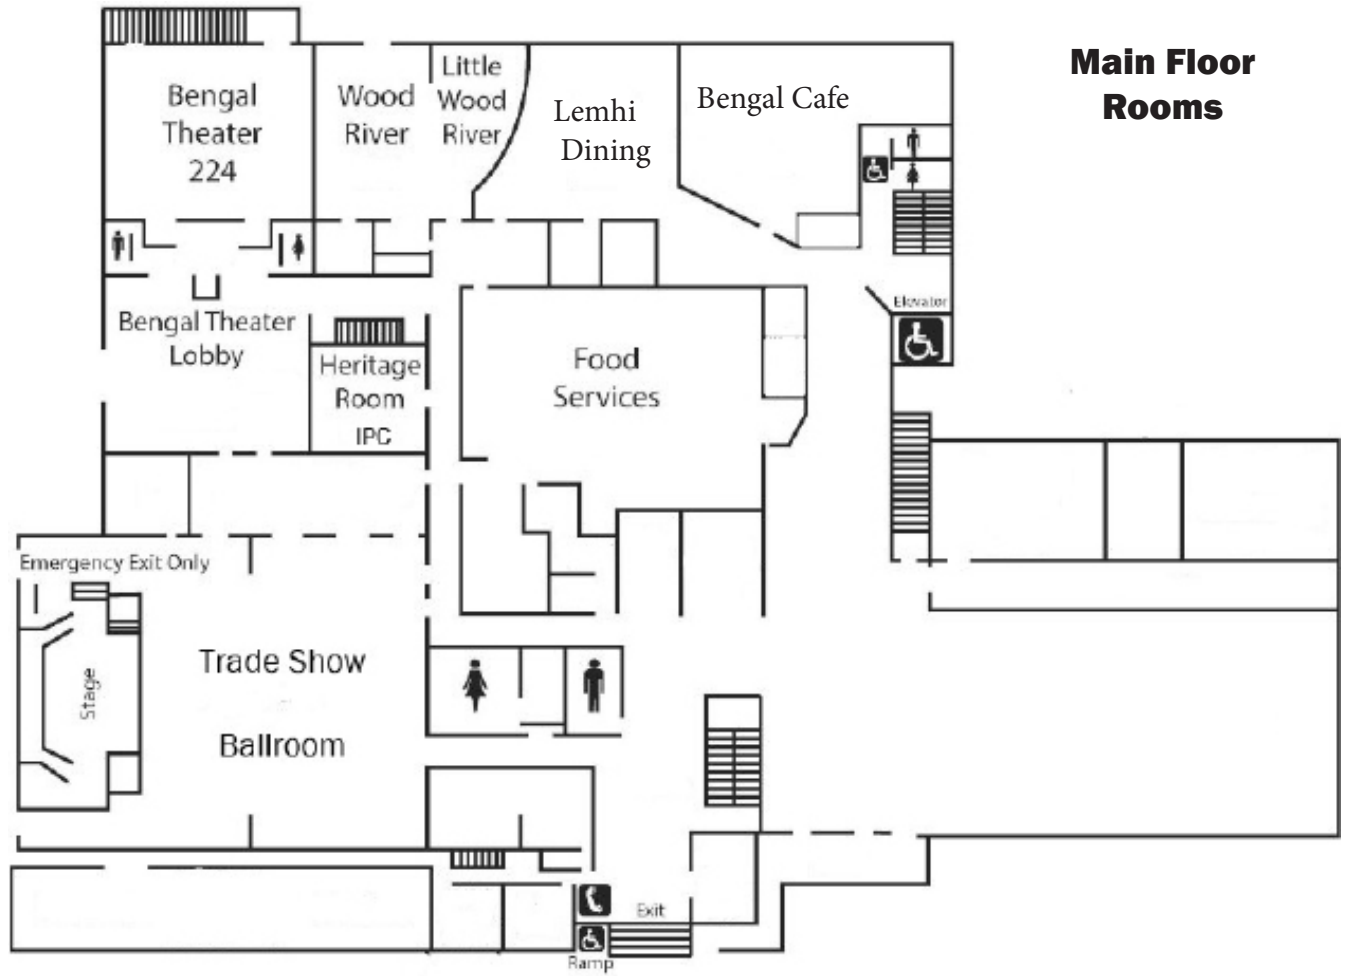 Main Floor
Rooms
Bengal
Theater
224
Wood
River
Little
Wood
River
Lemhi
Dining
Bengal Cafe
Elevator
Bengal Theater
Lobby
Heritage
Room
IPC
Food
Services
Emergency Exit Only
Stage
Trade Show
Ballroom
Exit
Ramp